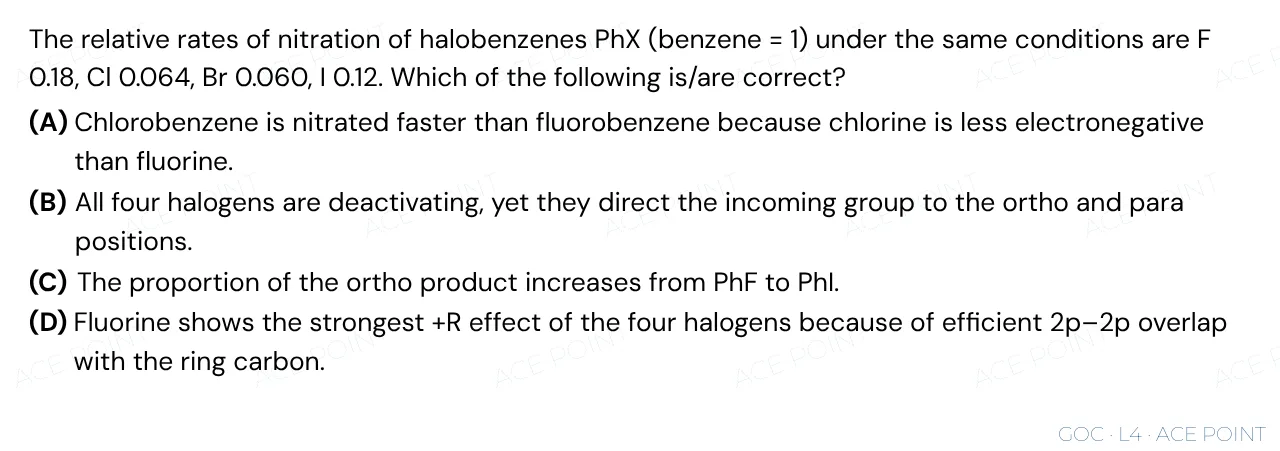 The relative rates of nitration of halobenzenes PhX (benzene = 1) under the same conditions are F
0.18, Cl 0.064, Br 0.060, I 0.12. Which of the following is/are correct?
(A) Chlorobenzene is nitrated faster than fluorobenzene because chlorine is less electronegative
than fluorine.
(B) All four halogens are deactivating, yet they direct the incoming group to the ortho and para
positions.
(C) The proportion of the ortho product increases from PhF to PhI.
(D) Fluorine shows the strongest +R effect of the four halogens because of efficient 2p–2p overlap
with the ring carbon.
GOC · L4 · ACE POINT